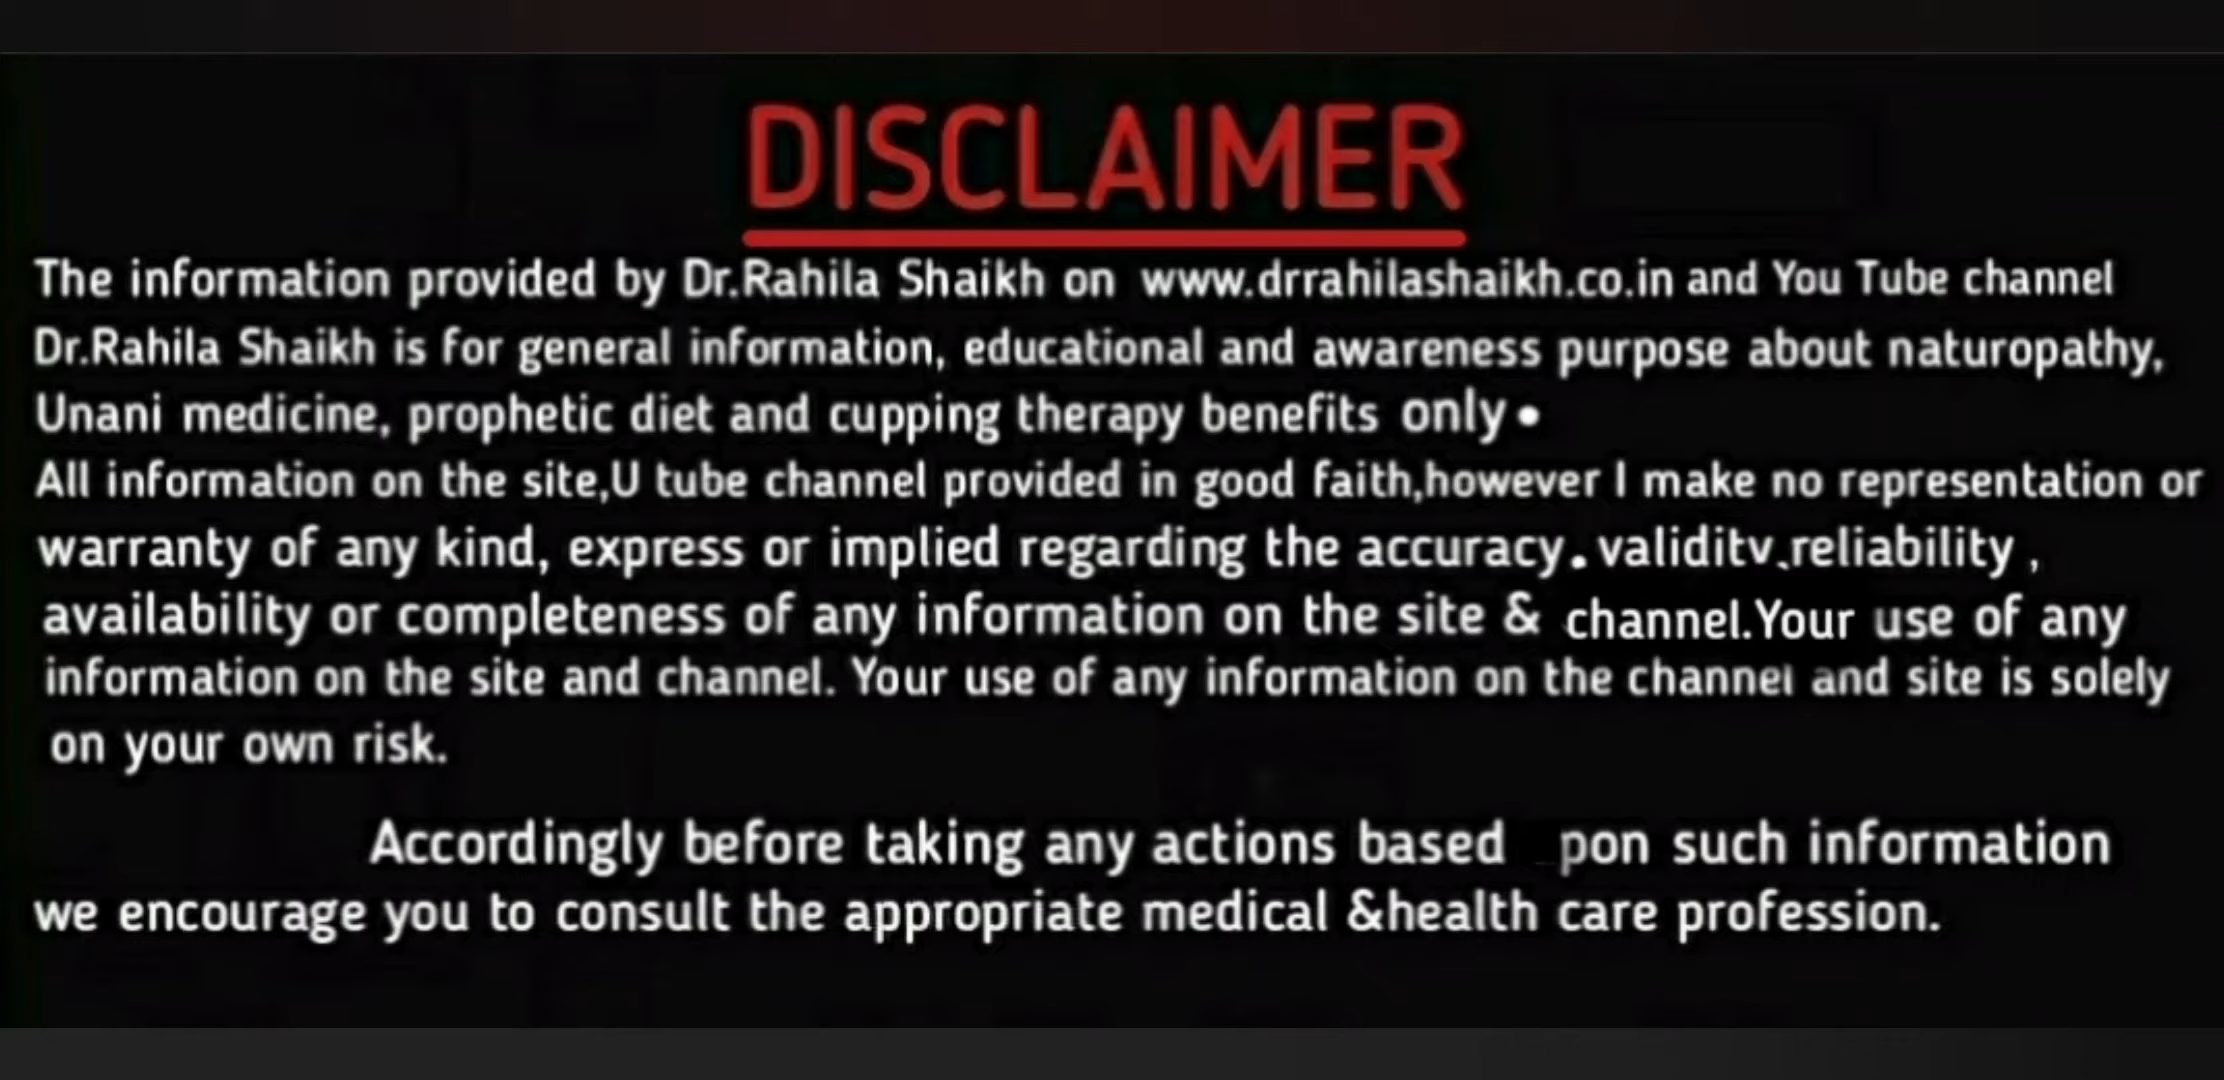 DISCLAIMER
The information provided by Dr.Rahila Shaikh on www.drrahilashaikh.co.in and You Tube channel
Dr.Rahila Shaikh is for general information, educational and awareness purpose about naturopathy,
Unani medicine, prophetic diet and cupping therapy benefits only•
All information on the site,U tube channel provided in good faith,however I make no representation or
warranty of any kind, express or implied regarding the accuracy. validity,reliability ,
availability or completeness of any information on the site & channel.Your use of any
information on the site and channel. Your use of any information on the channel and site is solely
on your own risk.
Accordingly before taking any actions based pon such information
we encourage you to consult the appropriate medical &health care profession.